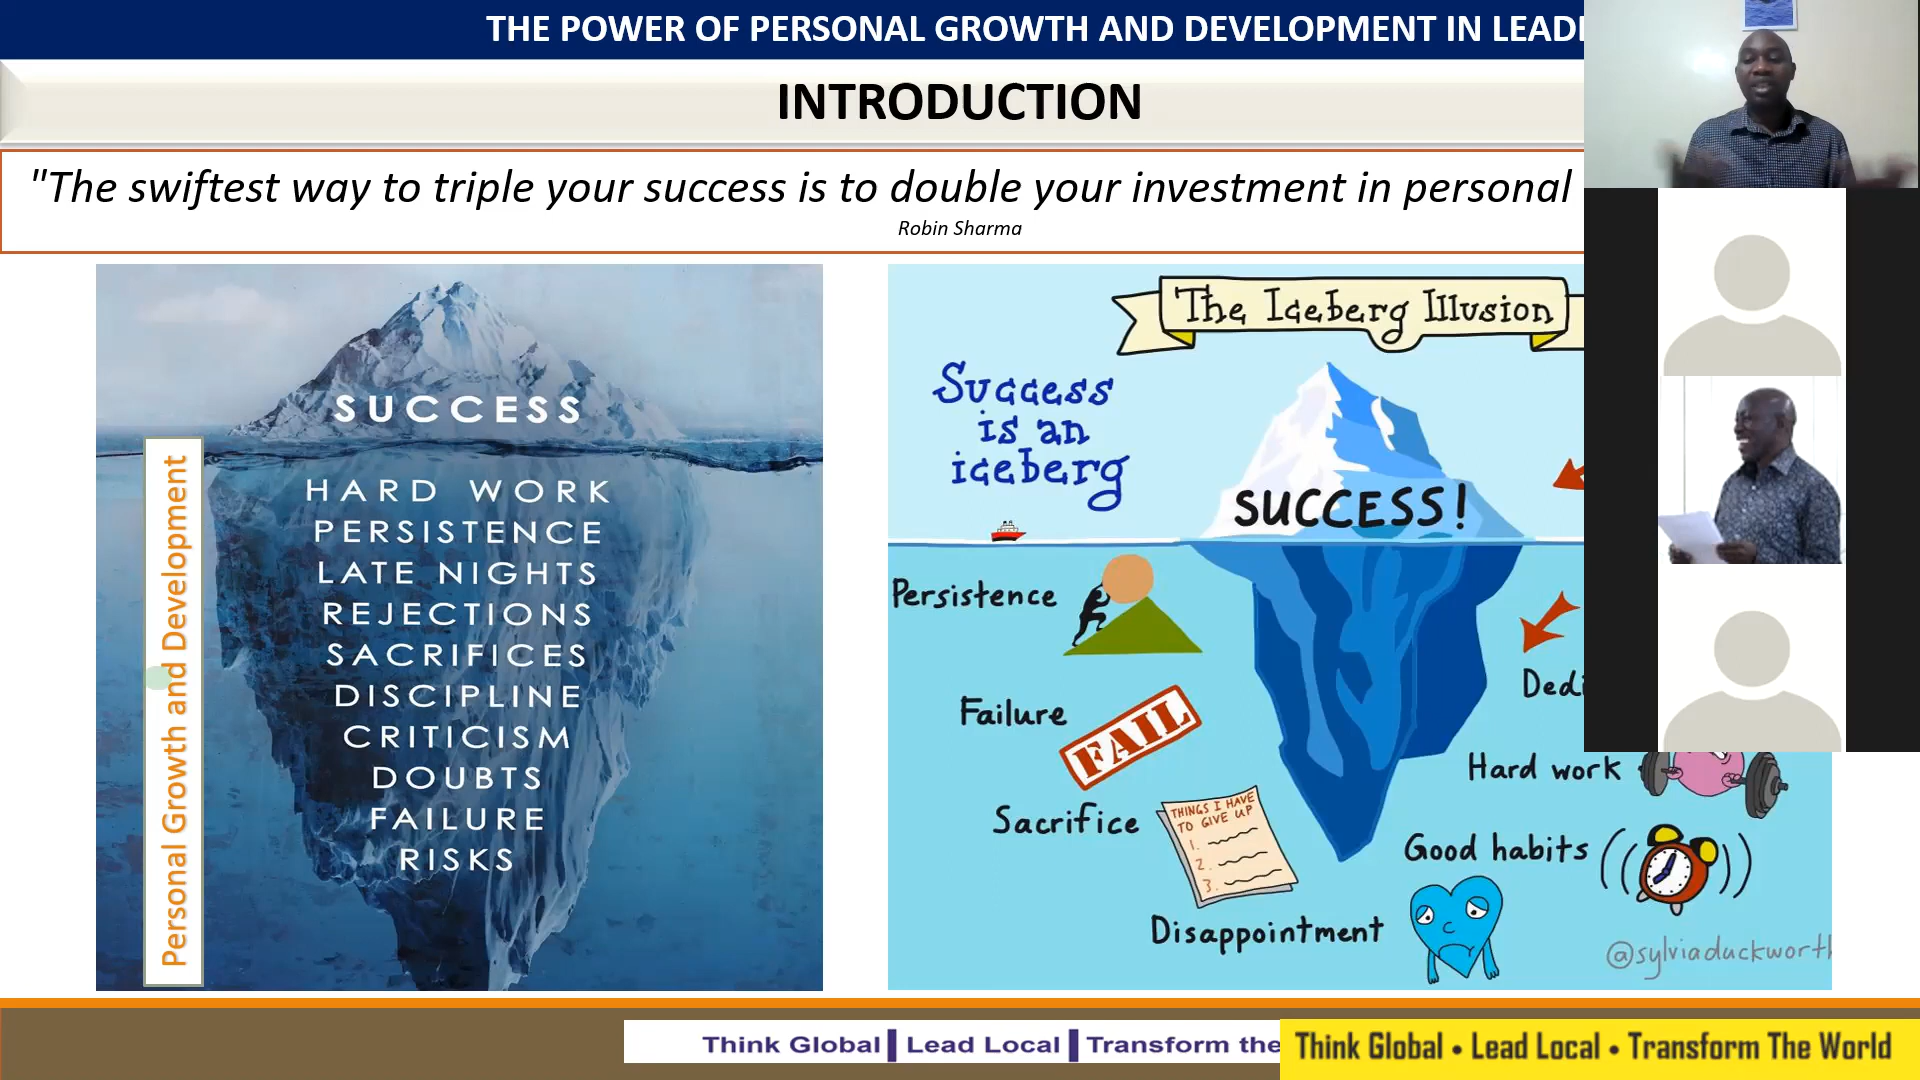 THE POWER OF PERSONAL GROWTH AND DEVELOPMENT IN
INTRODUCTION
"The swiftest way to triple your success is to double your investment in personal
Robin Sharma
SUCCESS
HARD WORK
PERSISTENCE
LATE NIGHTS
REJECTIONS
SACRIFICES
DISCIPLINE
CRITICISM
DOUBTS
FAILURE
RISKS
Personal Growth and Development
The Iceberg Illusion
Success
is an
iceberg
SUCCESS!
Persistence
Failure
FAIL
Sacrifice
THINGS I HAVE
TO GIVE UP
1.
2.
3.
Disappointment
Hard work
Good habits
@sylviaduckworth
Think Global Lead Local Transform the
Think Global • Lead Local • Transform The World